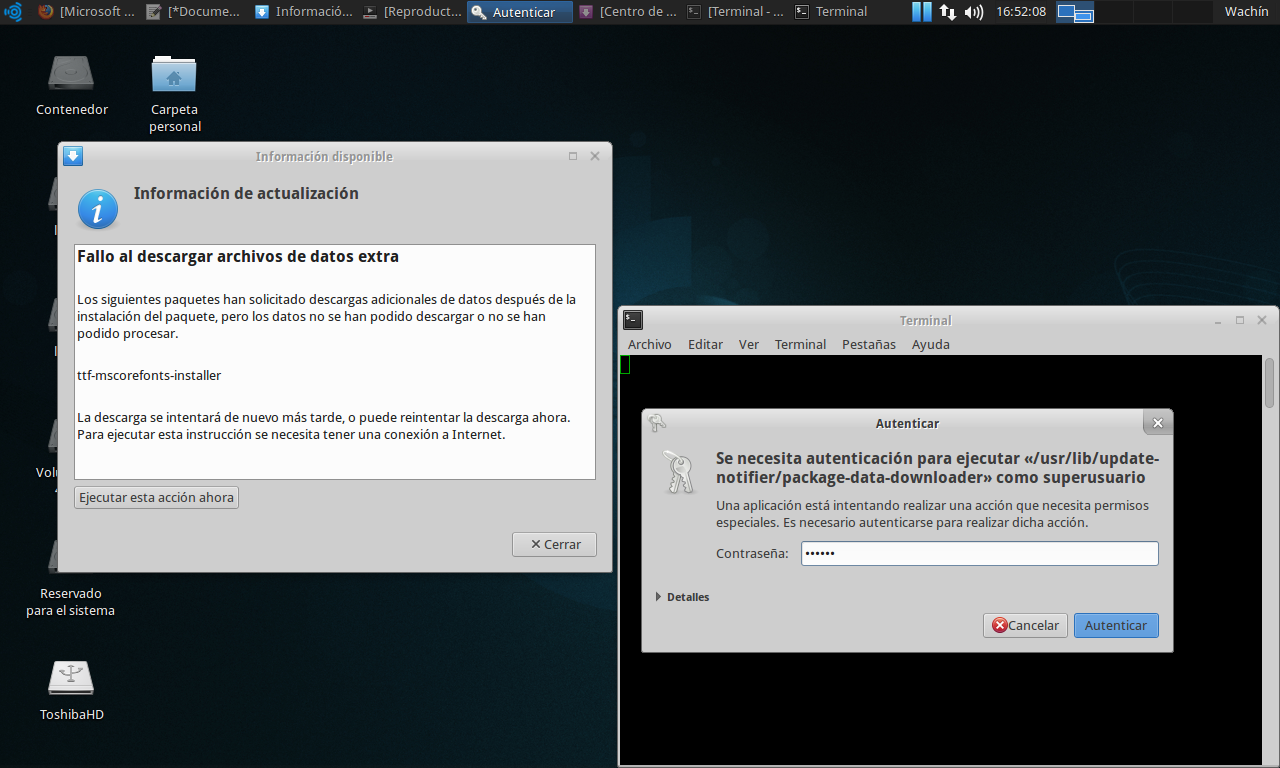 [Microsoft ...
[*Docume...
Informació...
[Reproduct...
Autenticar
[Centro de ...
[Terminal - ...
Terminal
16:52:08
Wachín
Contenedor
Carpeta
personal
Información disponible
Información de actualización
Fallo al descargar archivos de datos extra
Los siguientes paquetes han solicitado descargas adicionales de datos después de la
instalación del paquete, pero los datos no se han podido descargar o no se han
podido procesar.
ttf-mscorefonts-installer
La descarga se intentará de nuevo más tarde, o puede reintentar la descarga ahora.
Para ejecutar esta instrucción se necesita tener una conexión a Internet.
Ejecutar esta acción ahora
Cerrar
Reservado
para el sistema
ToshibaHD
Terminal
Archivo Editar Ver Terminal Pestañas Ayuda
Autenticar
Se necesita autenticación para ejecutar «/usr/lib/update-
notifier/package-data-downloader» como superusuario
Una aplicación está intentando realizar una acción que necesita permisos
especiales. Es necesario autenticarse para realizar dicha acción.
Contraseña: ••••••
Detalles
Cancelar
Autenticar